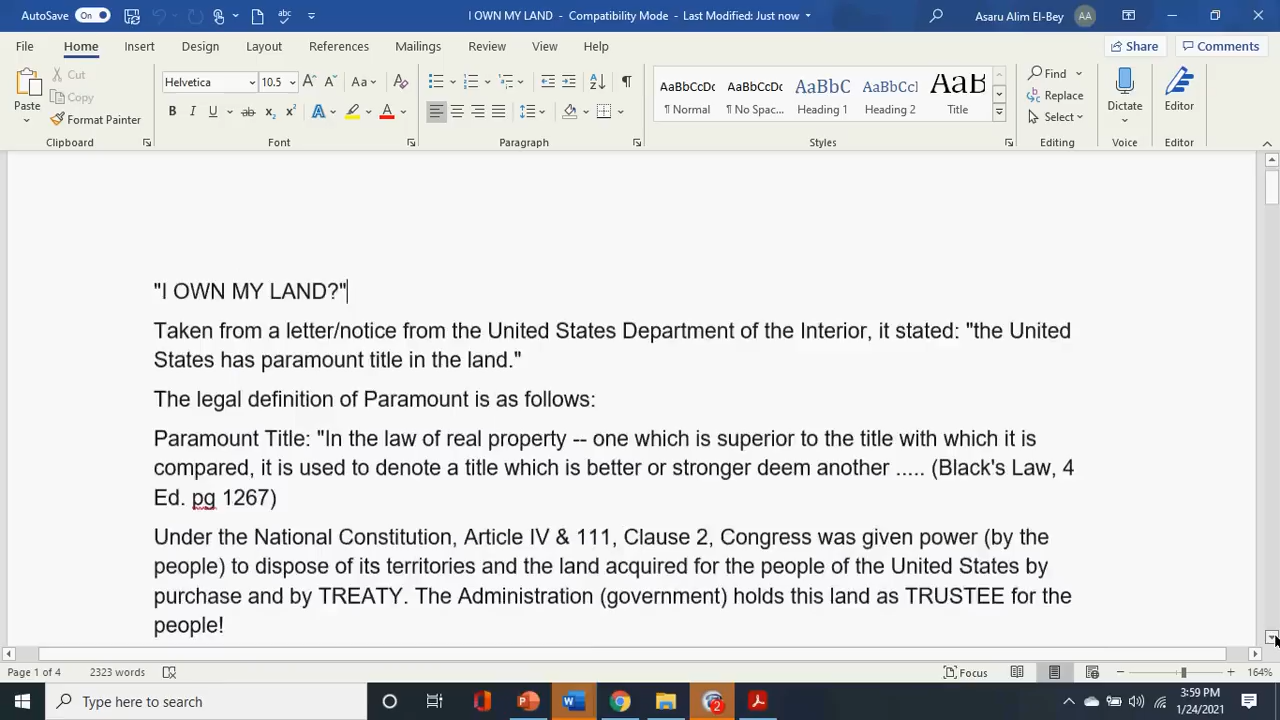 AutoSave On
I OWN MY LAND - Compatibility Mode - Last Modified: Just now
Asaru Alim El-Bey AA
File Home Insert Design Layout References Mailings Review View Help
Share Comments
Paste
Cut
Copy
Format Painter
Helvetica 10.5
AaBbCcDc AaBbCcDc AaBbC AaBbCcI AaB
¶ Normal ¶ No Spac... Heading 1 Heading 2 Title
Find
Replace
Select
Dictate
Editor
Clipboard Font Paragraph Styles Editing Voice Editor
"I OWN MY LAND?"
Taken from a letter/notice from the United States Department of the Interior, it stated: "the United
States has paramount title in the land."
The legal definition of Paramount is as follows:
Paramount Title: "In the law of real property -- one which is superior to the title with which it is
compared, it is used to denote a title which is better or stronger deem another ..... (Black's Law, 4
Ed. pg 1267)
Under the National Constitution, Article IV & 111, Clause 2, Congress was given power (by the
people) to dispose of its territories and the land acquired for the people of the United States by
purchase and by TREATY. The Administration (government) holds this land as TRUSTEE for the
people!
Page 1 of 4 2323 words
Focus
164%
Type here to search
2
3:59 PM
1/24/2021